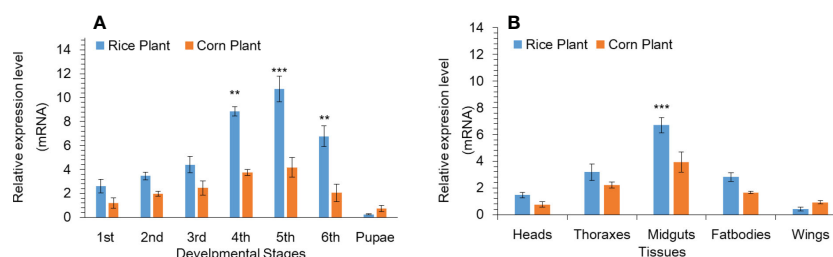 A
Rice Plant Corn Plant
Relative expression level
(mRNA)
14
12
10
8
6
4
2
0
** *** **
1st 2nd 3rd 4th 5th 6th Pupae
Develpmental Stages
B
Rice Plant Corn Plant
Relative expresion level
(mRNA)
14
12
10
8
6
4
2
0
***
Heads Thoraxes Midguts Fatbodies Wings
Tissues